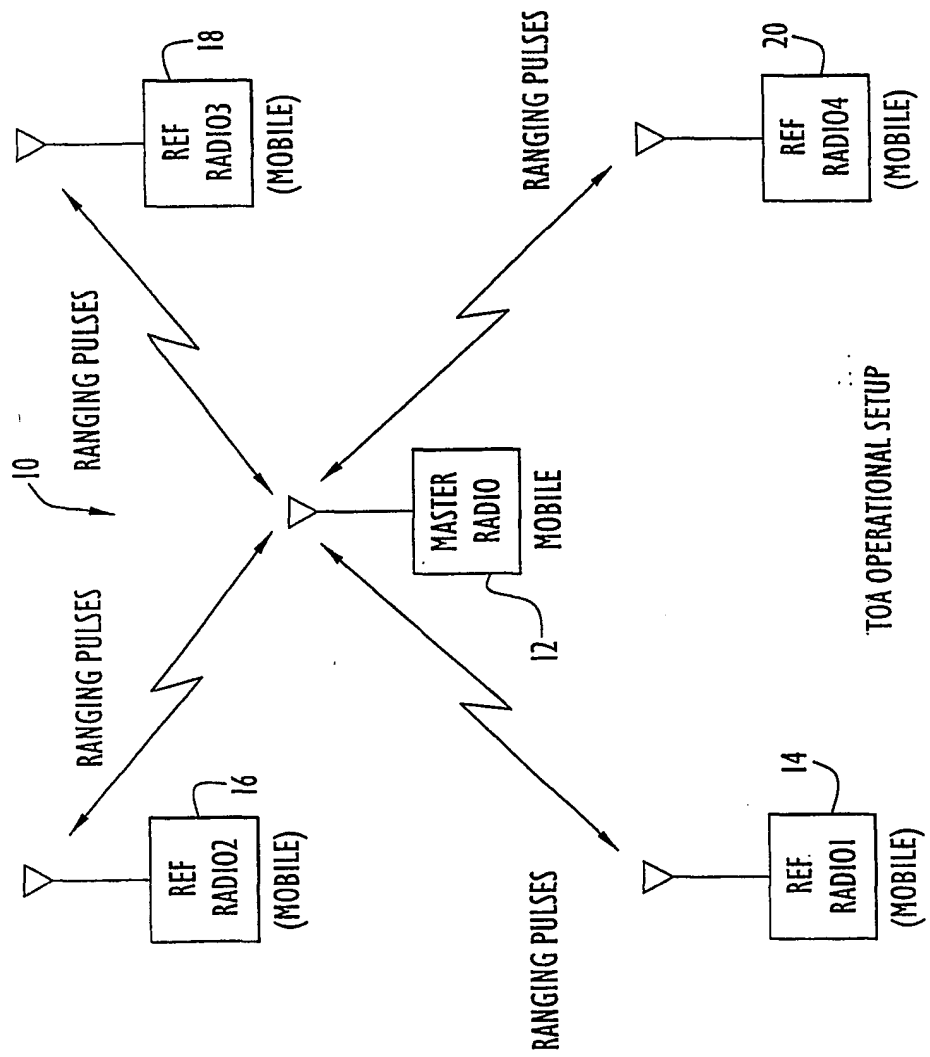 10
RANGING PULSES
RANGING PULSES
REF
RADIO2
16
(MOBILE)
REF
RADIO3
18
(MOBILE)
MASTER
RADIO
12
MOBILE
RANGING PULSES
RANGING PULSES
REF.
RADIO1
14
(MOBILE)
REF
RADIO4
20
(MOBILE)
TOA OPERATIONAL SETUP